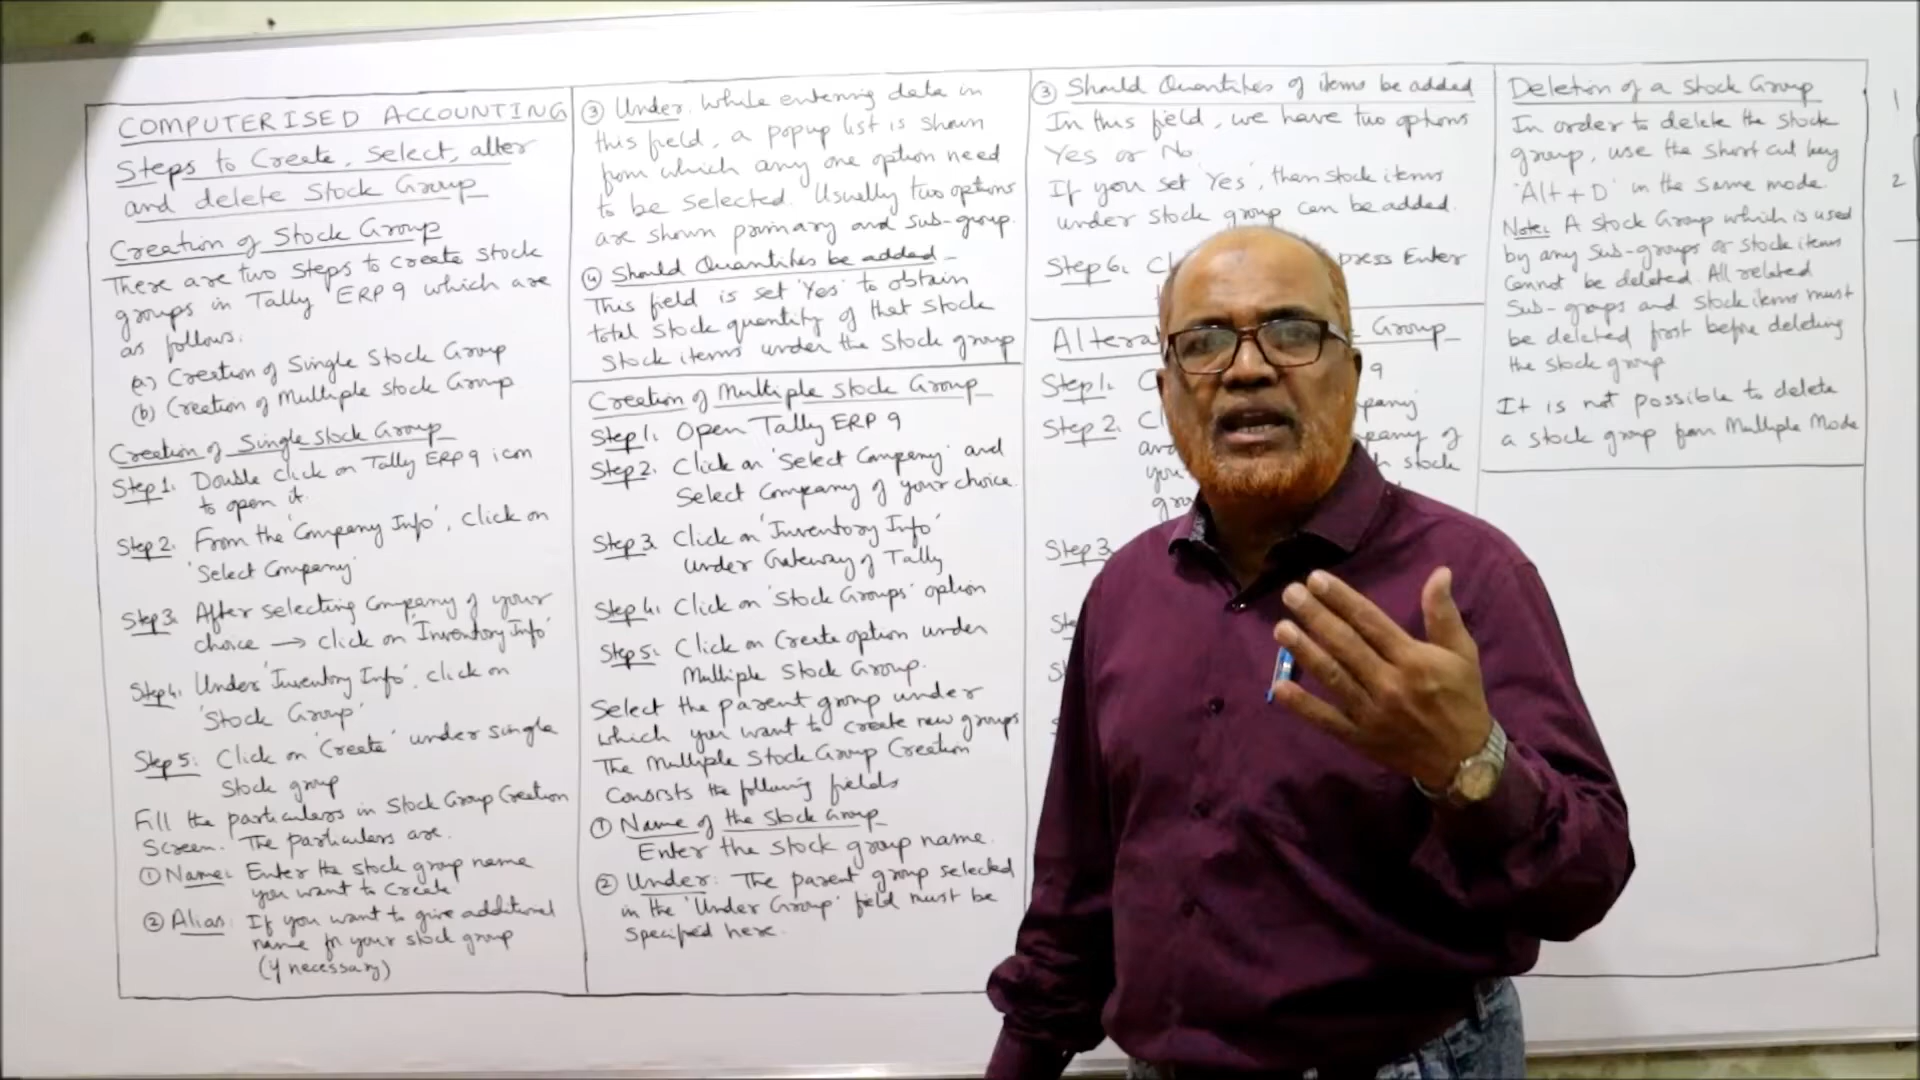 COMPUTERISED ACCOUNTING
Steps to Create, Select, alter
and delete Stock Group
Creation of Stock Group
There are two steps to create stock
groups in Tally ERP 9 which are
as follows.
(a) Creation of Single Stock Group
(b) Creation of Multiple Stock Group
Creation of Single Stock Group
Step 1. Double click on Tally ERP 9 icon
to open it.
Step 2. From the 'Company Info', click on
'Select Company'
Step 3. After selecting Company of your
choice → click on 'Inventory Info'
Step 4. Under 'Inventory Info', click on
'Stock Group'
Step 5: Click on 'Create' under single
Stock group
Fill the particulars in Stock Group Creation
Screen. The particulars are.
① Name: Enter the stock group name
you want to create
② Alias: If you want to give additional
name for your stock group
(if necessary)
③ Under: While entering data in
this field, a popup list is shown
from which any one option need
to be selected. Usually two options
are shown primary and sub-group.
④ Should Quantities be added
This field is set 'Yes' to obtain
total stock quantity of that stock
stock items under the stock group
Creation of Multiple Stock Group
Step 1. Open Tally ERP 9
Step 2. Click on 'Select Company' and
Select Company of your choice.
Step 3. Click on 'Inventory Info'
under Gateway of Tally
Step 4. Click on 'Stock Groups' option
Step 5. Click on Create option under
Multiple Stock Group.
Select the parent group under
which you want to create new groups
The Multiple Stock Group Creation
Consists the following fields
① Name of the Stock Group
Enter the stock group name.
② Under: The parent group selected
in the 'Under Group' field must be
specified here.
③ Should Quantities of items be added
In this field, we have two options
Yes or No
If you set 'Yes', then stock items
under stock group can be added.
Step 6. press Enter
Group
Step 1. 9
Step 2.
and of
you stock
Step 3
Deletion of a Stock Group
In order to delete the stock
group, use the short cut key
'Alt + D' in the same mode.
Note: A Stock Group which is used
by any Sub-groups or stock items
cannot be deleted. All related
Sub-groups and stock items must
be deleted first before deleting
the stock group
It is not possible to delete
a stock group from Multiple Mode
1
2